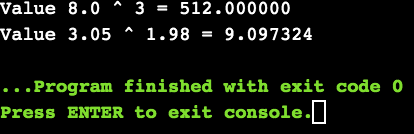 Value 8.0 ^ 3 = 512.000000
Value 3.05 ^ 1.98 = 9.097324
...Program finished with exit code 0
Press ENTER to exit console.